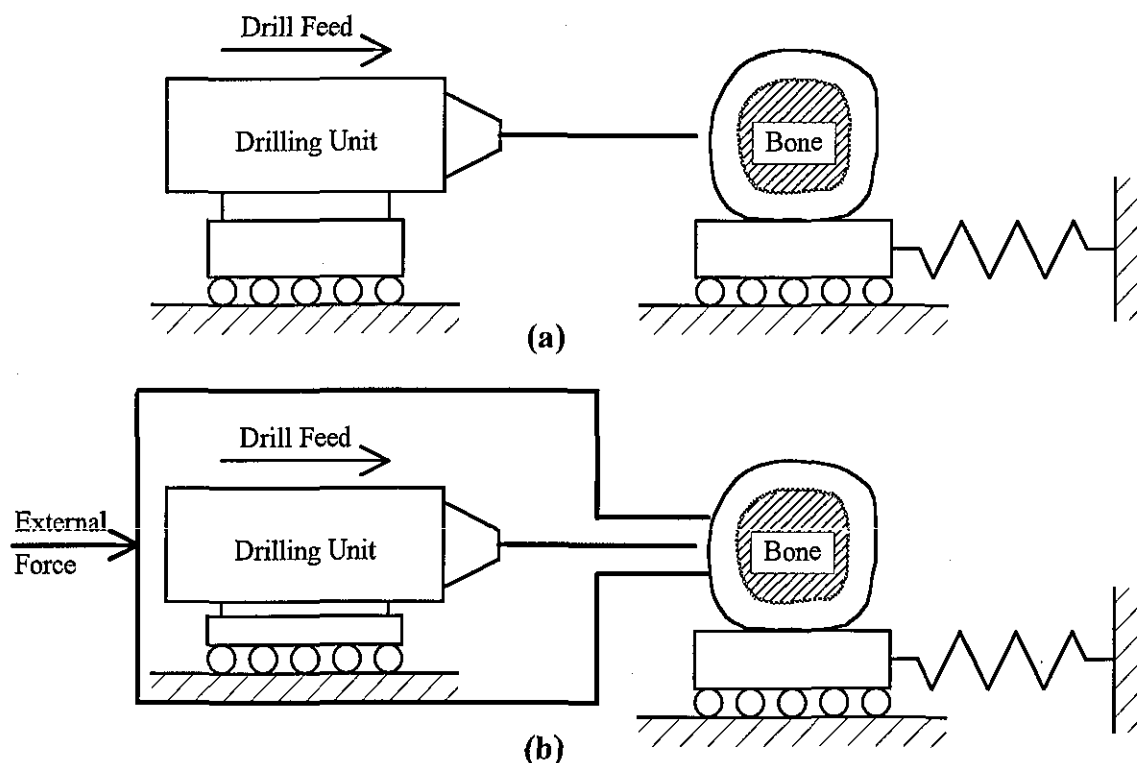 Drill Feed
Drilling Unit
Bone
(a)
Drill Feed
External
Force
Drilling Unit
Bone
(b)